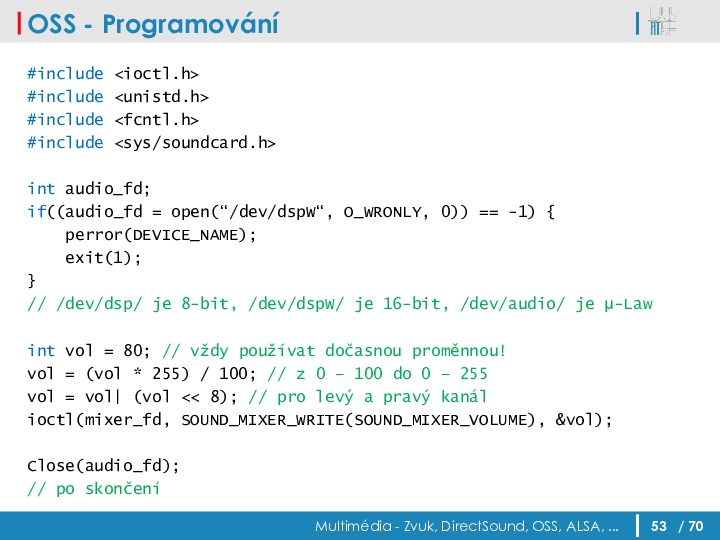 OSS - Programování
#include <ioctl.h>
#include <unistd.h>
#include <fcntl.h>
#include <sys/soundcard.h>
int audio_fd;
if((audio_fd = open(“/dev/dspW“, O_WRONLY, 0)) == -1) {
    perror(DEVICE_NAME);
    exit(1);
}
// /dev/dsp/ je 8-bit, /dev/dspW/ je 16-bit, /dev/audio/ je µ-Law
int vol = 80; // vždy používat dočasnou proměnnou!
vol = (vol * 255) / 100; // z 0 – 100 do 0 – 255
vol = vol| (vol << 8); // pro levý a pravý kanál
ioctl(mixer_fd, SOUND_MIXER_WRITE(SOUND_MIXER_VOLUME), &vol);
Close(audio_fd);
// po skončení
Multimédia - Zvuk, DirectSound, OSS, ALSA, ... 53 / 70